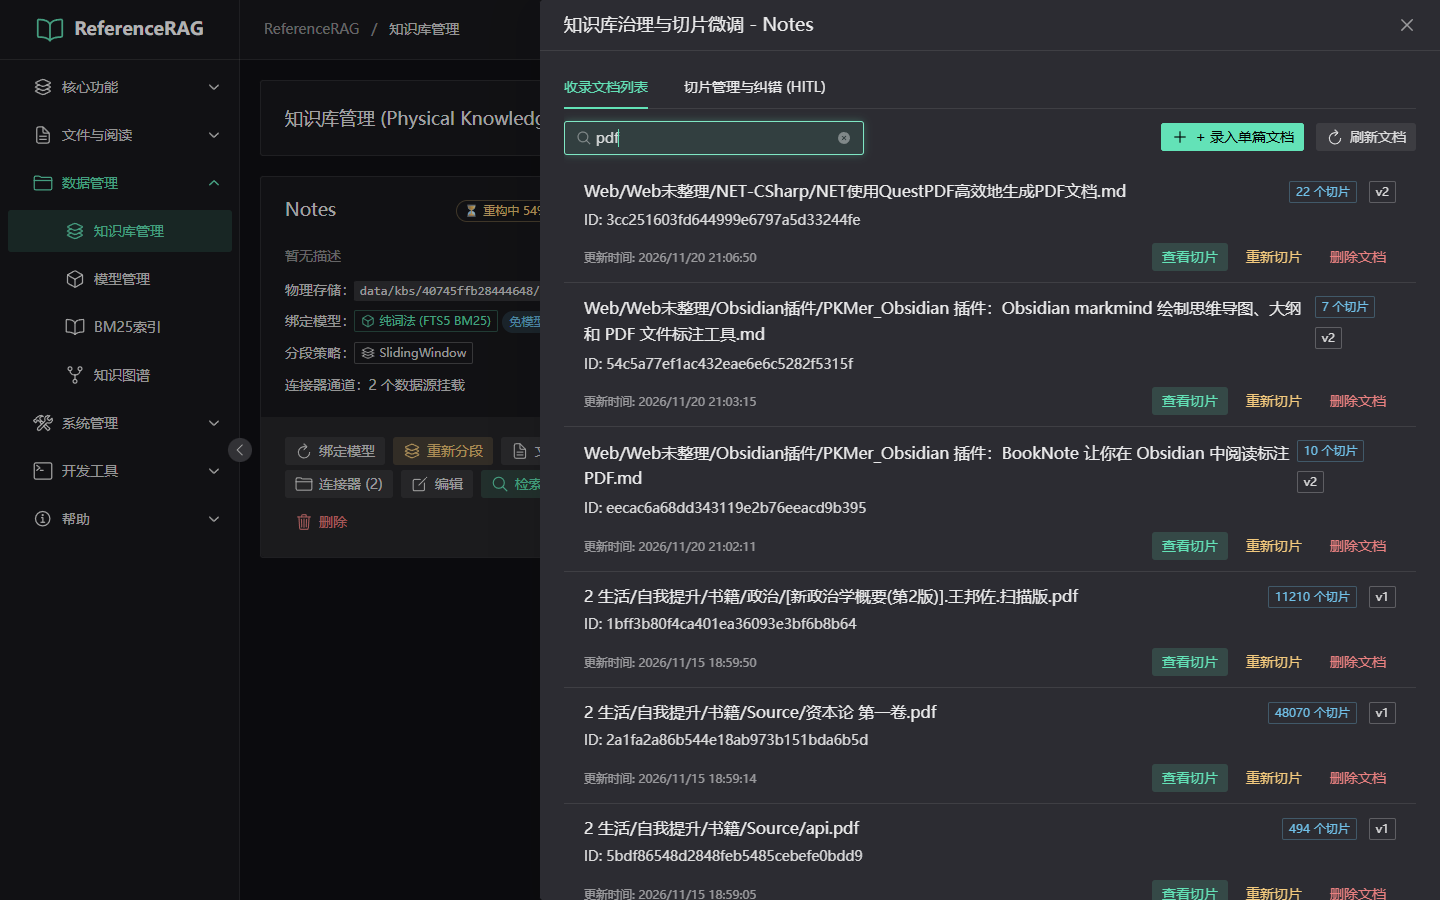 ReferenceRAG
核心功能
文件与阅读
数据管理
知识库管理
模型管理
BM25索引
知识图谱
系统管理
开发工具
帮助
ReferenceRAG / 知识库管理
知识库管理 (Physical Knowledg
Notes
重构中 54%
暂无描述
物理存储： data/kbs/40745ffb28444648/
绑定模型： 纯词法 (FTS5 BM25) 免模型
分段策略： SlidingWindow
连接器通道： 2 个数据源挂载
绑定模型 重新分段
连接器 (2) 编辑 检索
删除
知识库治理与切片微调 - Notes
收录文档列表 切片管理与纠错 (HITL)
pdf
+ 录入单篇文档 刷新文档
Web/Web未整理/NET-CSharp/NET使用QuestPDF高效地生成PDF文档.md 22 个切片 v2
ID: 3cc251603fd644999e6797a5d33244fe
更新时间: 2026/11/20 21:06:50 查看切片 重新切片 删除文档
Web/Web未整理/Obsidian插件/PKMer_Obsidian 插件：Obsidian markmind 绘制思维导图、大纲 7 个切片
和 PDF 文件标注工具.md v2
ID: 54c5a77ef1ac432eae6e6c5282f5315f
更新时间: 2026/11/20 21:03:15 查看切片 重新切片 删除文档
Web/Web未整理/Obsidian插件/PKMer_Obsidian 插件：BookNote 让你在 Obsidian 中阅读标注 10 个切片
PDF.md v2
ID: eecac6a68dd343119e2b76eeacd9b395
更新时间: 2026/11/20 21:02:11 查看切片 重新切片 删除文档
2 生活/自我提升/书籍/政治/[新政治学概要(第2版)].王邦佐.扫描版.pdf 11210 个切片 v1
ID: 1bff3b80f4ca401ea36093e3bf6b8b64
更新时间: 2026/11/15 18:59:50 查看切片 重新切片 删除文档
2 生活/自我提升/书籍/Source/资本论 第一卷.pdf 48070 个切片 v1
ID: 2a1fa2a86b544e18ab973b151bda6b5d
更新时间: 2026/11/15 18:59:14 查看切片 重新切片 删除文档
2 生活/自我提升/书籍/Source/api.pdf 494 个切片 v1
ID: 5bdf86548d2848feb5485cebefe0bdd9
更新时间: 2026/11/15 18:59:05 查看切片 重新切片 删除文档